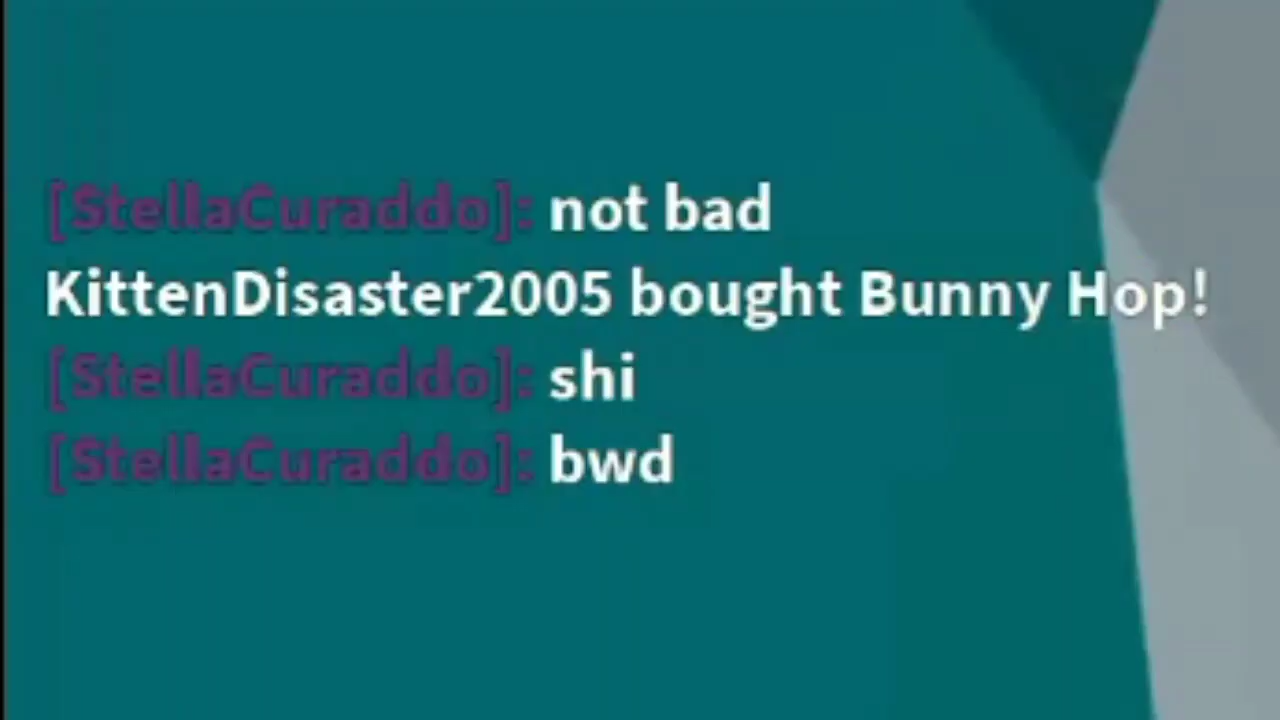 [StellaCuraddo]: not bad
KittenDisaster2005 bought Bunny Hop!
[StellaCuraddo]: shi
[StellaCuraddo]: bwd